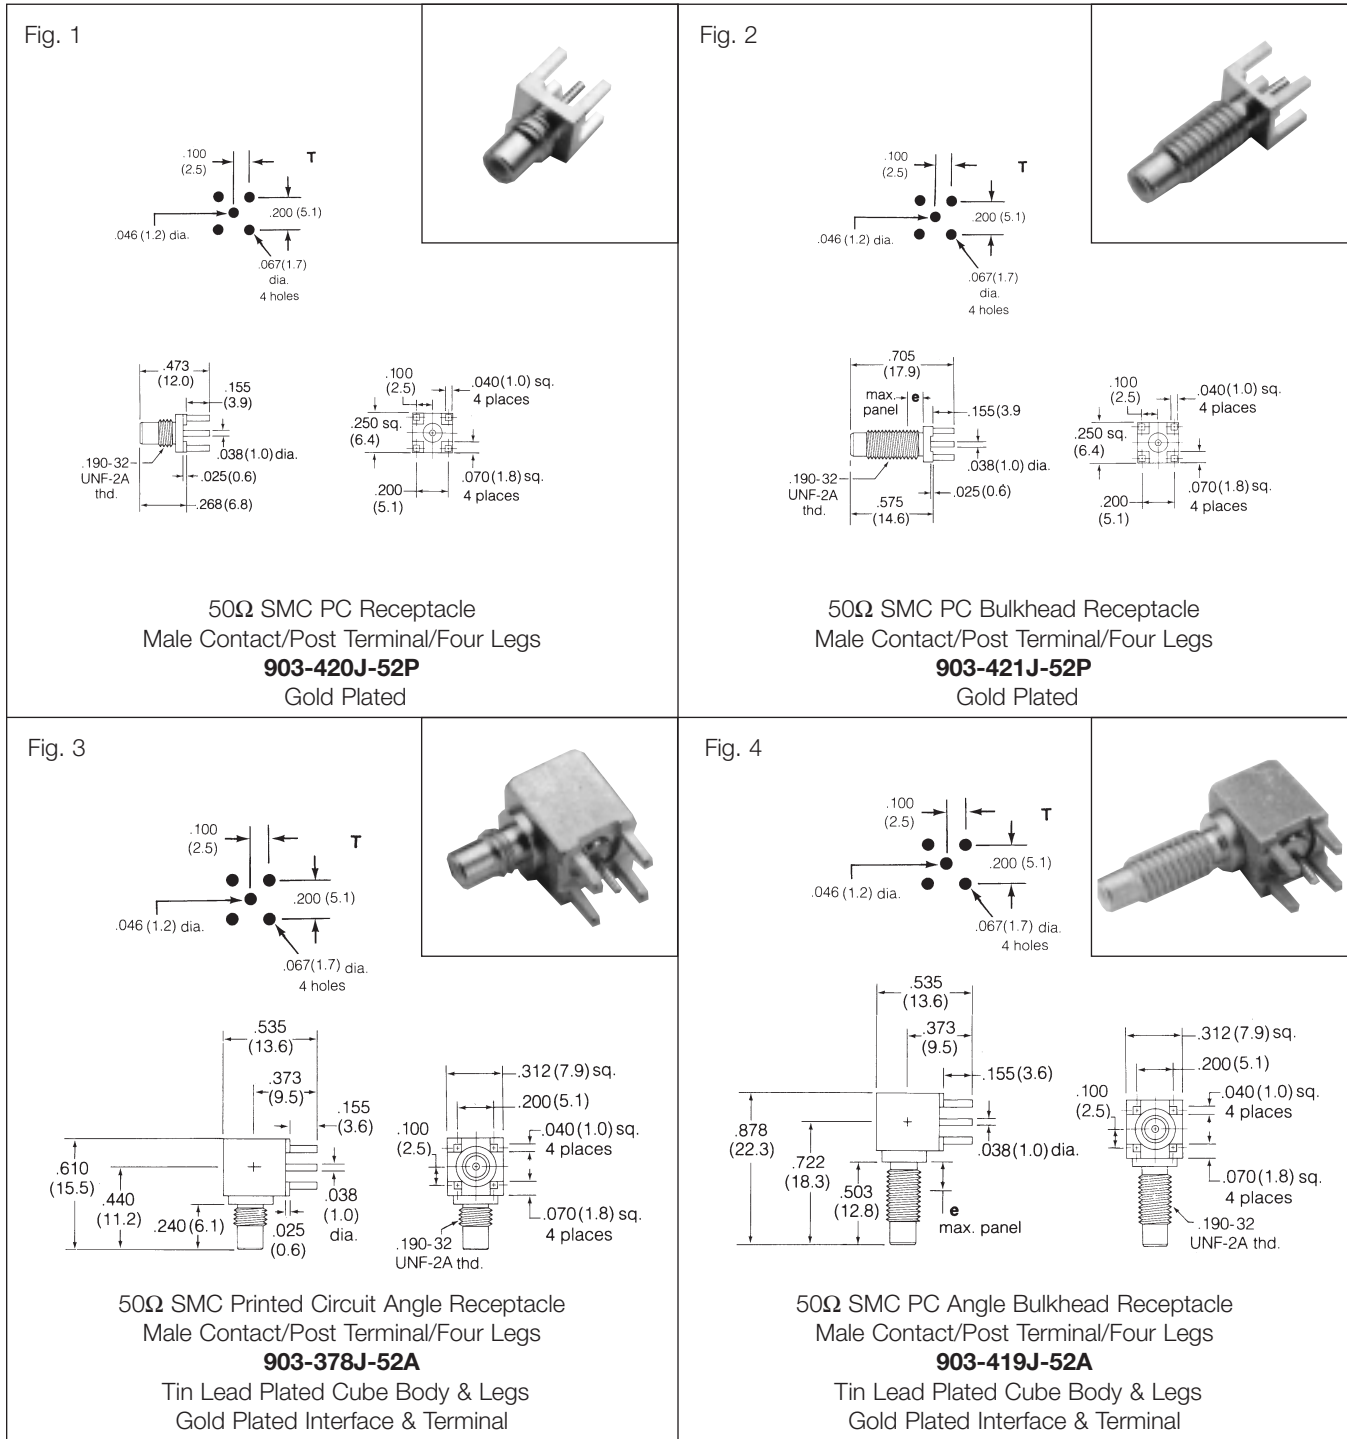 Fig. 1
.100
(2.5)
T
.200 (5.1)
.046 (1.2) dia.
.067(1.7)
dia.
4 holes
.473
(12.0)
.155
(3.9)
.038(1.0) dia.
.190-32
UNF-2A
thd.
.025(0.6)
.268(6.8)
.100
(2.5)
.040(1.0) sq.
4 places
.250 sq.
(6.4)
.070(1.8) sq.
4 places
.200
(5.1)
50Ω SMC PC Receptacle
Male Contact/Post Terminal/Four Legs
903-420J-52P
Gold Plated
Fig. 2
.100
(2.5)
T
.200 (5.1)
.046 (1.2) dia.
.067(1.7)
dia.
4 holes
.705
(17.9)
max.
panel
e
.155(3.9
.038(1.0) dia.
.190-32
UNF-2A
thd.
.025(0.6)
.575
(14.6)
.100
(2.5)
.040(1.0) sq.
4 places
.250 sq.
(6.4)
.070(1.8) sq.
4 places
.200
(5.1)
50Ω SMC PC Bulkhead Receptacle
Male Contact/Post Terminal/Four Legs
903-421J-52P
Gold Plated
Fig. 3
.100
(2.5)
T
.200 (5.1)
.046 (1.2) dia.
.067(1.7) dia.
4 holes
.535
(13.6)
.373
(9.5)
.155
(3.6)
.610
(15.5)
.440
(11.2)
.240(6.1)
.025
(0.6)
.038
(1.0)
dia.
.312(7.9) sq.
.200(5.1)
.100
(2.5)
.040(1.0) sq.
4 places
.070(1.8) sq.
4 places
.190-32
UNF-2A thd.
50Ω SMC Printed Circuit Angle Receptacle
Male Contact/Post Terminal/Four Legs
903-378J-52A
Tin Lead Plated Cube Body & Legs
Gold Plated Interface & Terminal
Fig. 4
.100
(2.5)
T
.200 (5.1)
.046 (1.2) dia.
.067(1.7) dia.
4 holes
.535
(13.6)
.373
(9.5)
.155(3.6)
.878
(22.3)
.722
(18.3)
.503
(12.8)
.038(1.0) dia.
e
max. panel
.312(7.9) sq.
.200(5.1)
.100
(2.5)
.040(1.0) sq.
4 places
.070(1.8) sq.
4 places
.190-32
UNF-2A thd.
50Ω SMC PC Angle Bulkhead Receptacle
Male Contact/Post Terminal/Four Legs
903-419J-52A
Tin Lead Plated Cube Body & Legs
Gold Plated Interface & Terminal